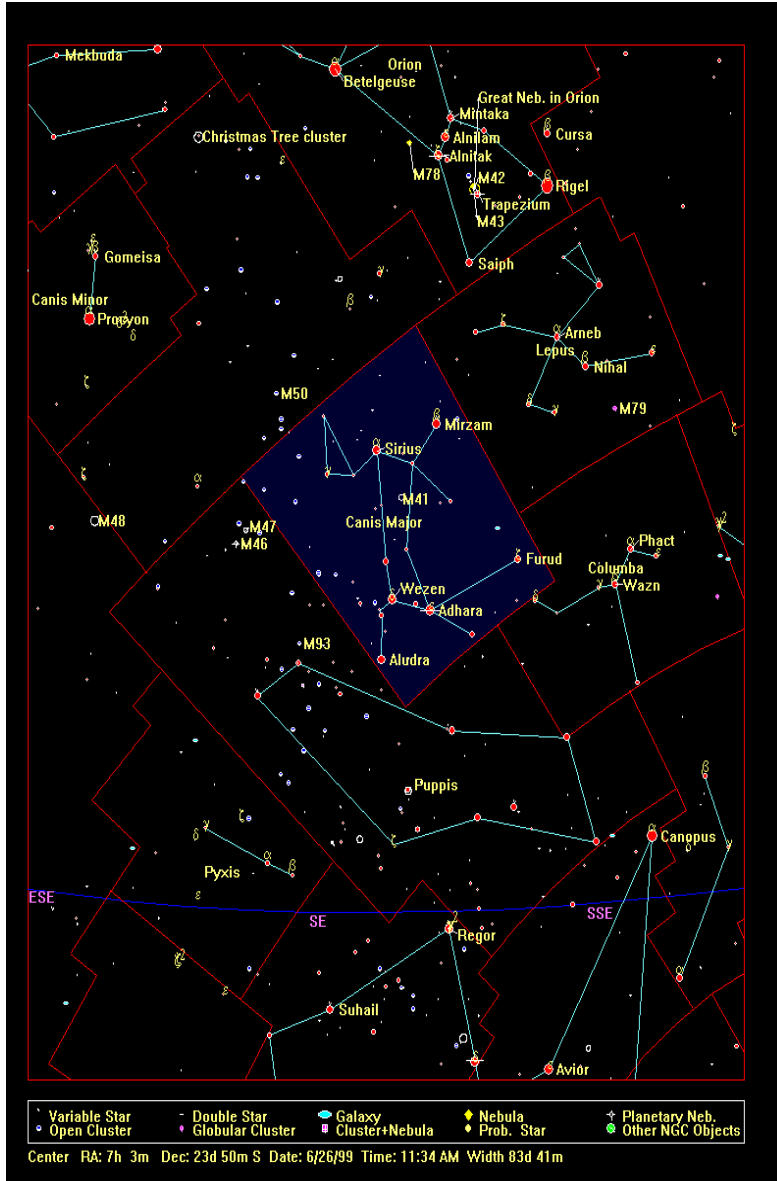 Mekbuda
α
Orion
Betelgeuse
Great Neb. in Orion
Mintaka
Christmas Tree cluster
Alnilam
β
Cursa
ε
Alnitak
M78
M42
β
Rigel
Trapezium
M43
Gomeisa
Saiph
γ
Canis Minor
β
Procyon
δ
ζ
α
Arneb
Lepus
β
Nihal
ε
ζ
M50
δ
γ
M79
ζ
β
Mirzam
α
Sirius
γ
ζ
α
M41
M48
M47
Canis Major
M46
γ2
α
Phact
ε
Furud
Columba
β
Wazn
γ
Wezen
δ
Adhara
M93
Aludra
β
Puppis
ζ
γ
δ
α
Canopus
ζ
α
β
Pyxis
γ
δ
ESE
ε
SE
SSE
γ2
Regor
ζ2
α
ε
Suhail
δ
ε
Avior
Variable Star
Double Star
Galaxy
Nebula
Planetary Neb.
Open Cluster
Globular Cluster
Cluster+Nebula
Prob. Star
Other NGC Objects
Center RA: 7h 3m Dec: 23d 50m S Date: 6/26/99 Time: 11:34 AM Width 83d 41m